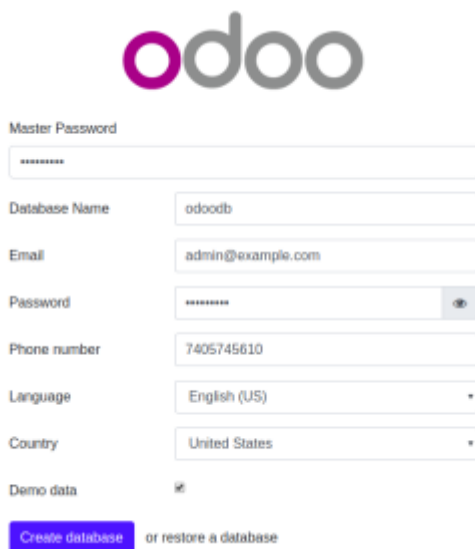 odoo
Master Password
•••••••••
Database Name odoodb
Email admin@example.com
Password •••••••••
Phone number 7405745610
Language English (US)
Country United States
Demo data
Create database or restore a database